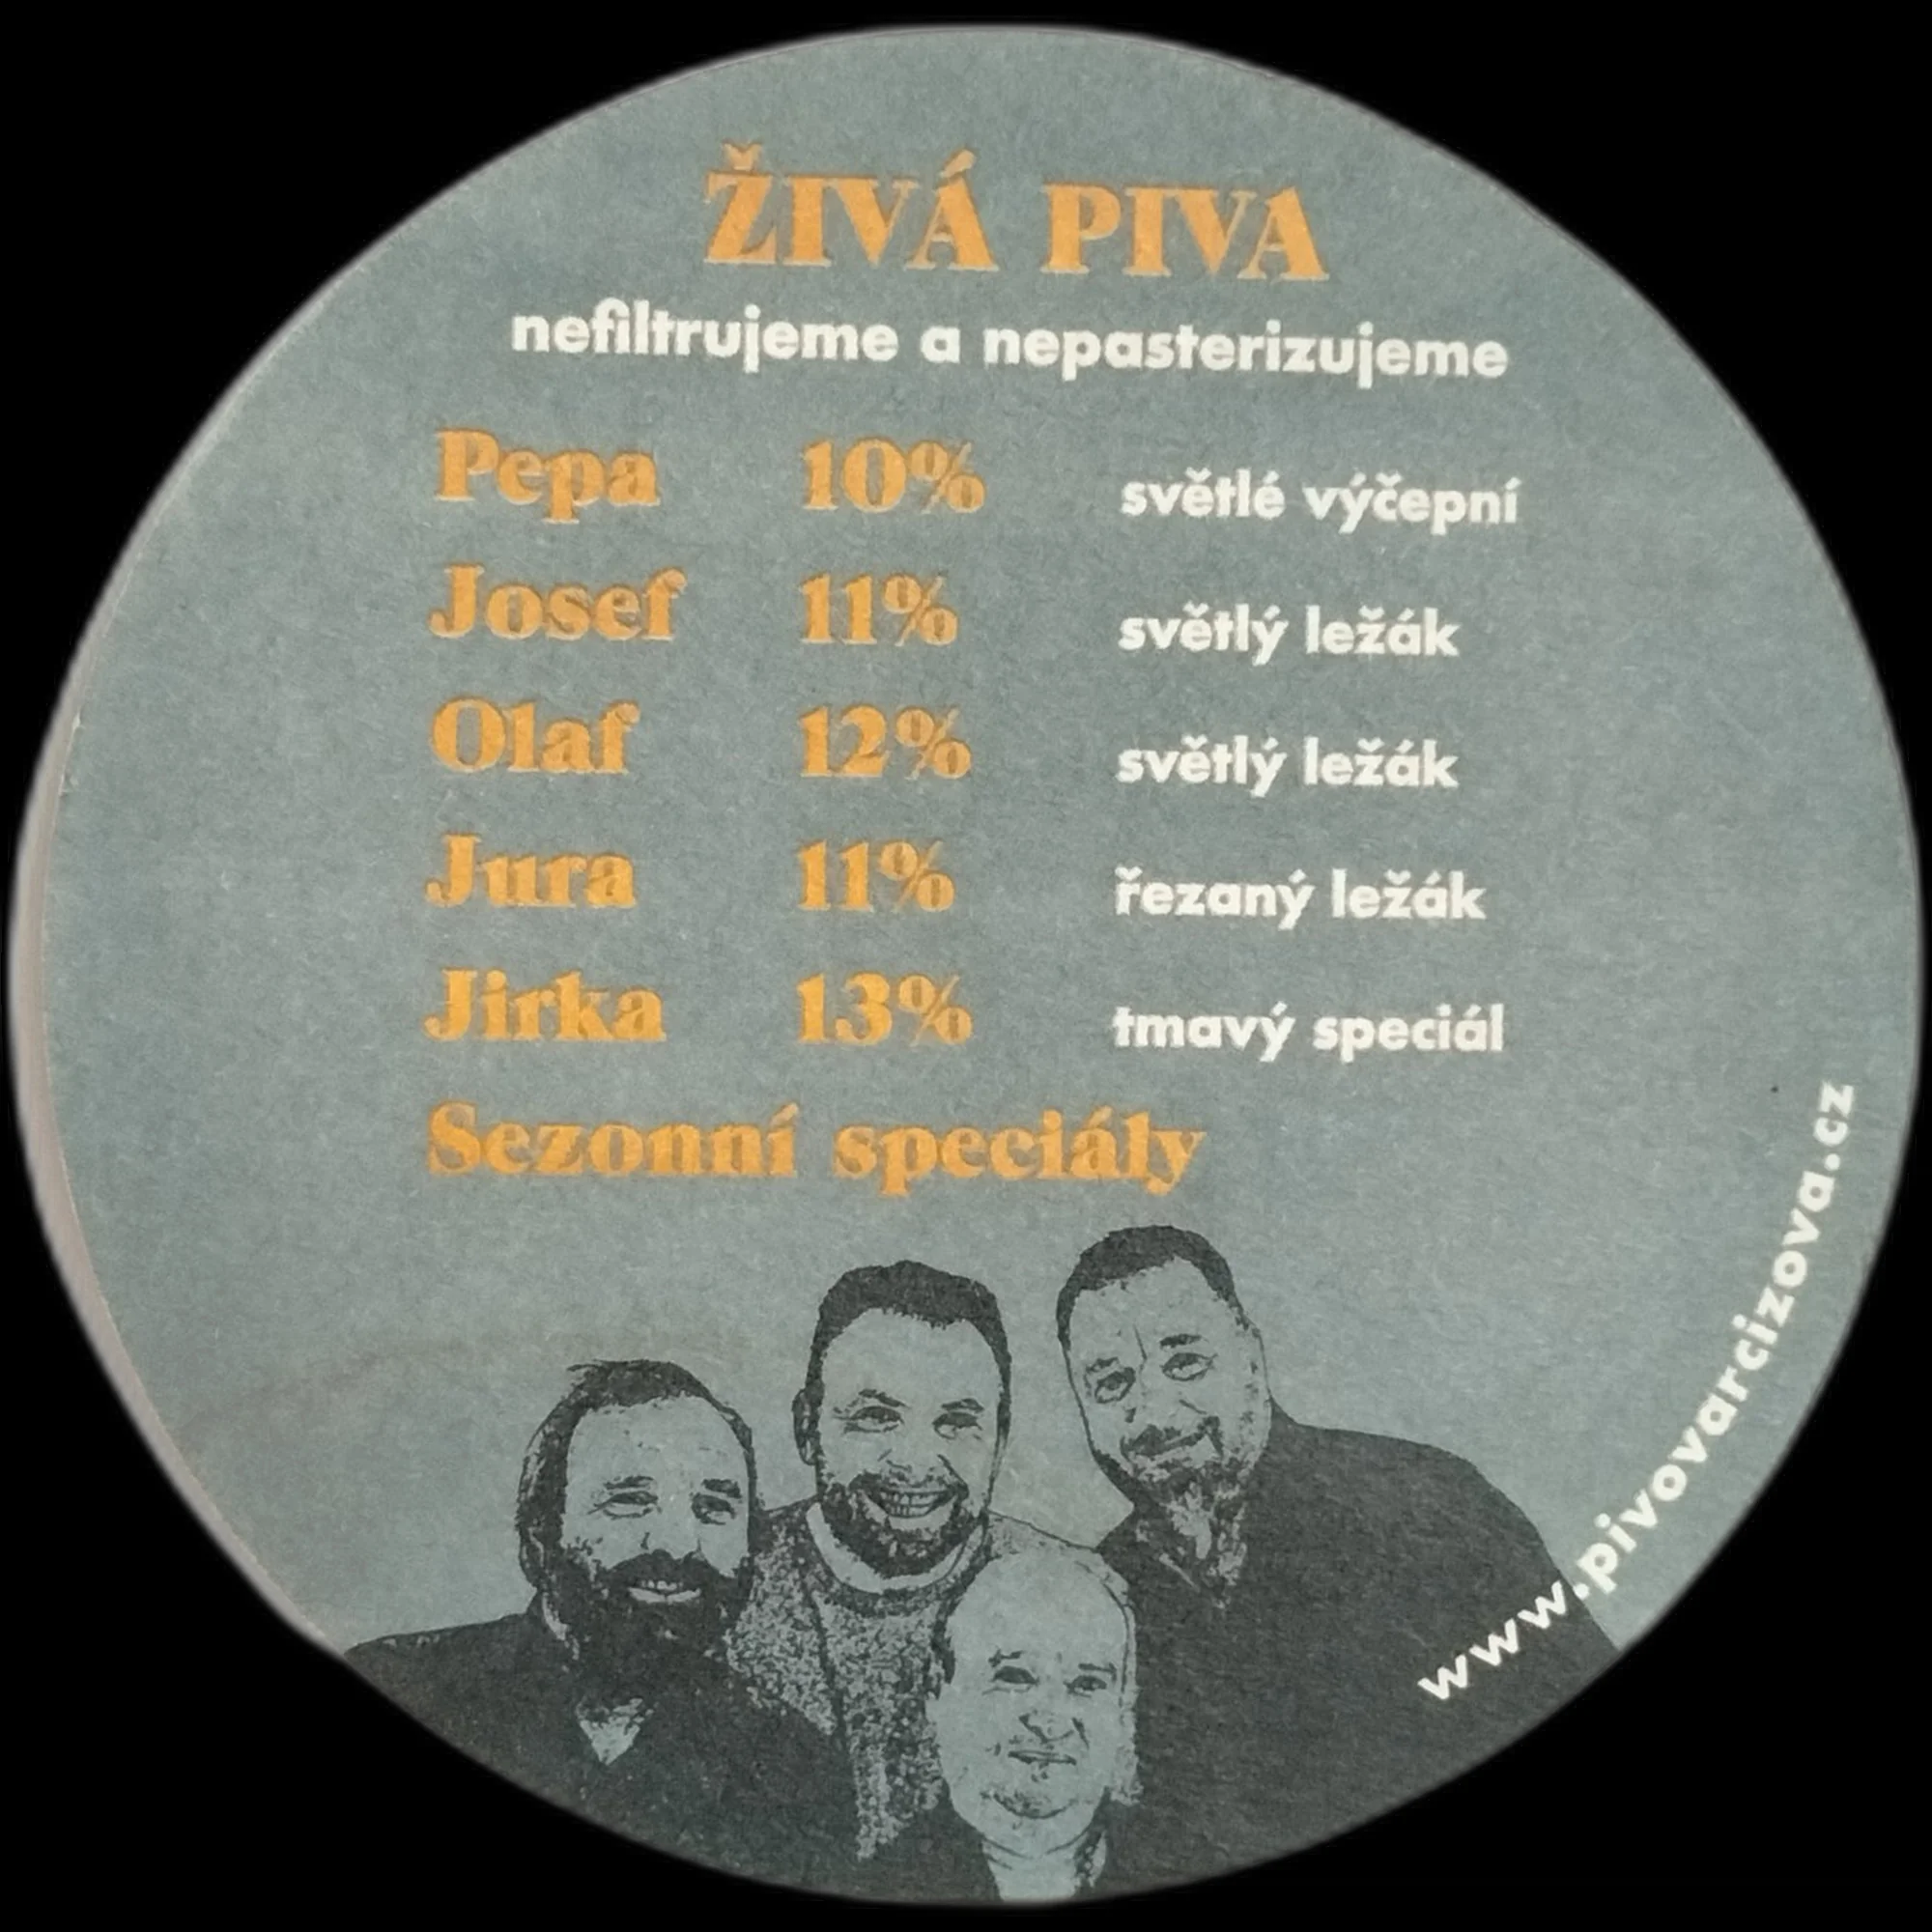 ŽIVÁ PIVA
nefiltrujeme a nepasterizujeme
Pepa 10% světlé výčepní
Josef 11% světlý ležák
Olaf 12% světlý ležák
Jura 11% řezaný ležák
Jirka 13% tmavý speciál
Sezonní speciály
www.pivovarcizova.cz